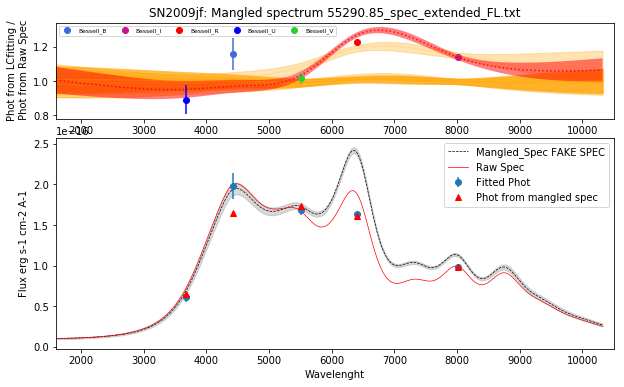 SN2009jf: Mangled spectrum 55290.85_spec_extended_FL.txt
Phot from LCfitting /
Phot from Raw Spec
Bessell_B
Bessell_I
Bessell_R
Bessell_U
Bessell_V
1.2
1.0
0.8
2000 3000 4000 5000 6000 7000 8000 9000 10000
Flux erg s-1 cm-2 A-1
2.5
2.0
1.5
1.0
0.5
0.0
Mangled_Spec FAKE SPEC
Raw Spec
Fitted Phot
Phot from mangled spec
2000 3000 4000 5000 6000 7000 8000 9000 10000
Wavelenght